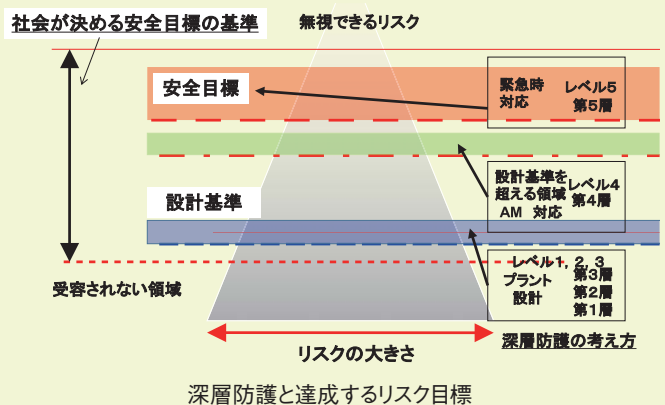 社会が決める安全目標の基準
無視できるリスク
安全目標
緊急時
対応
レベル5
第5層
設計基準を
超える領域
AM 対応
レベル4
第4層
設計基準
レベル1, 2, 3
プラント
設計
第3層
第2層
第1層
受容されない領域
リスクの大きさ
深層防護の考え方
深層防護と達成するリスク目標